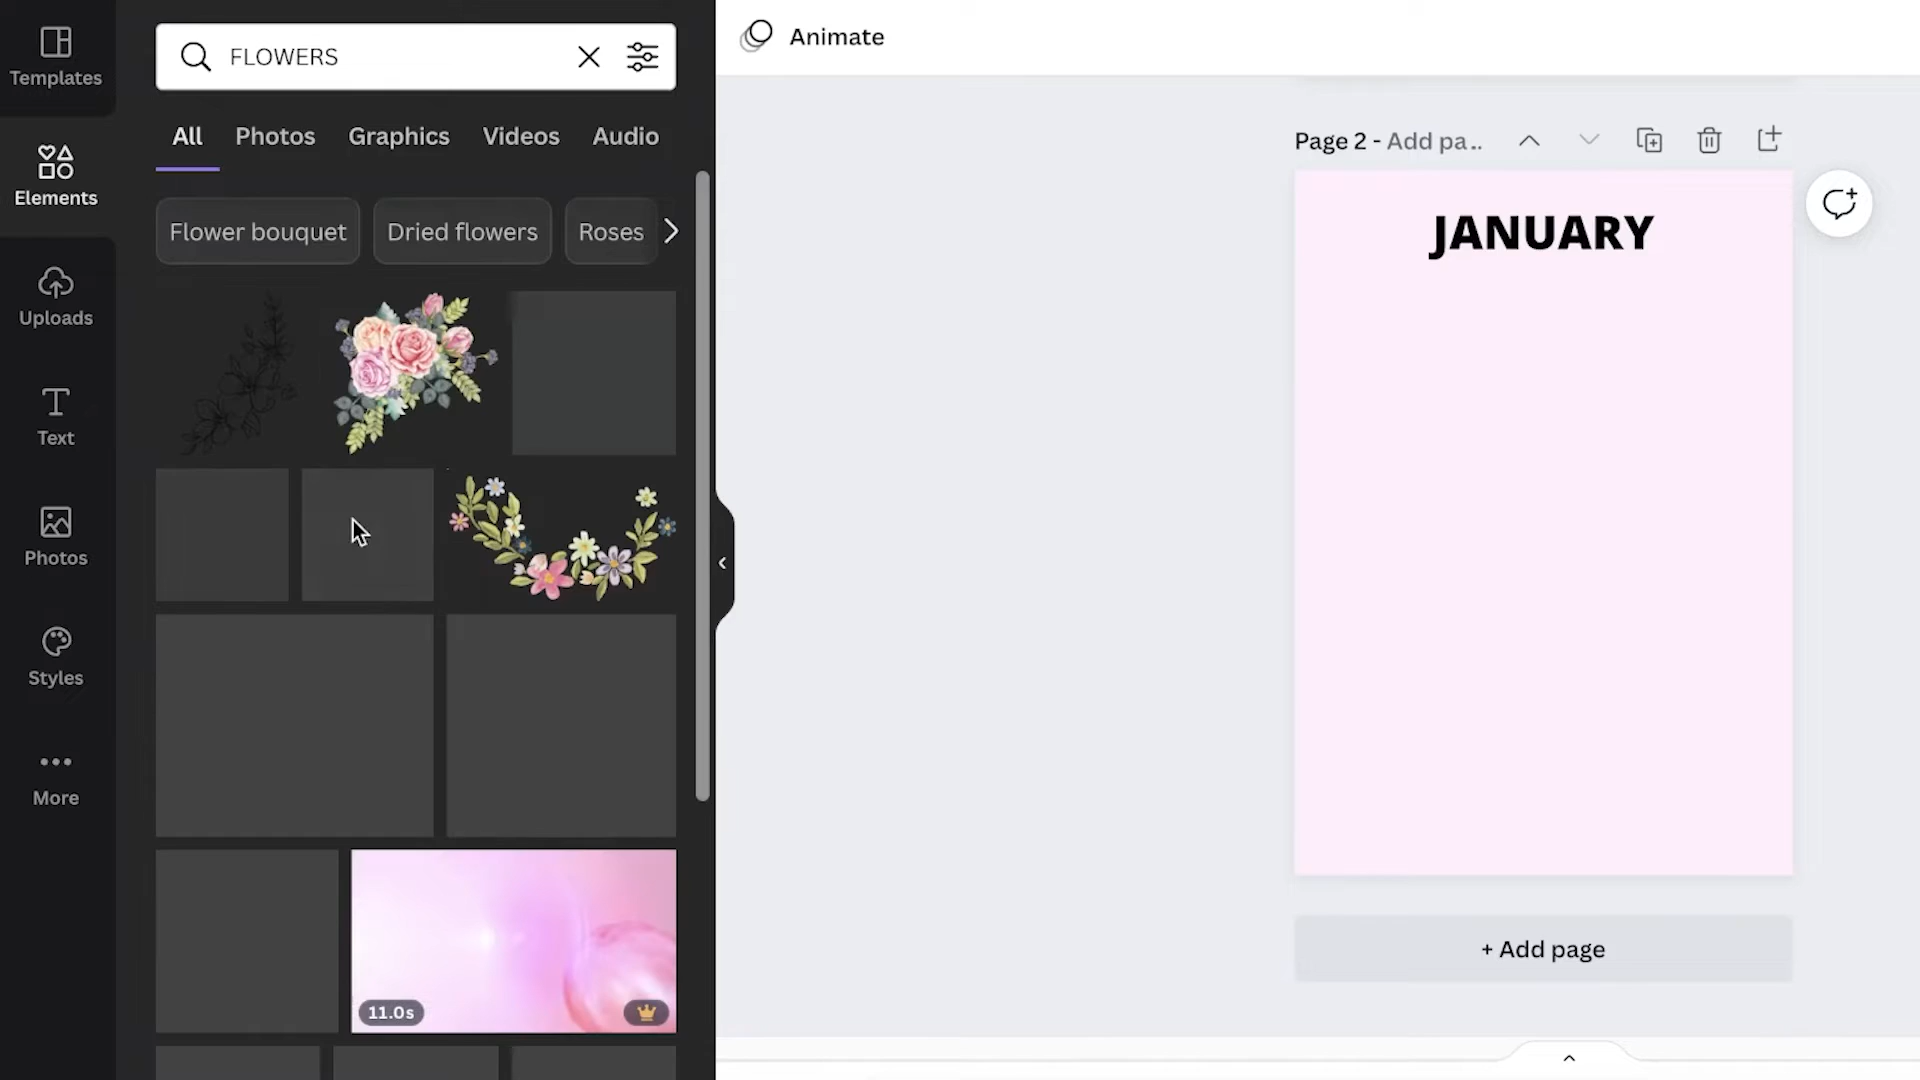 Templates
Elements
Uploads
Text
Photos
Styles
More
FLOWERS
All
Photos
Graphics
Videos
Audio
Flower bouquet
Dried flowers
Roses
11.0s
Animate
Page 2 - Add pa..
JANUARY
+ Add page